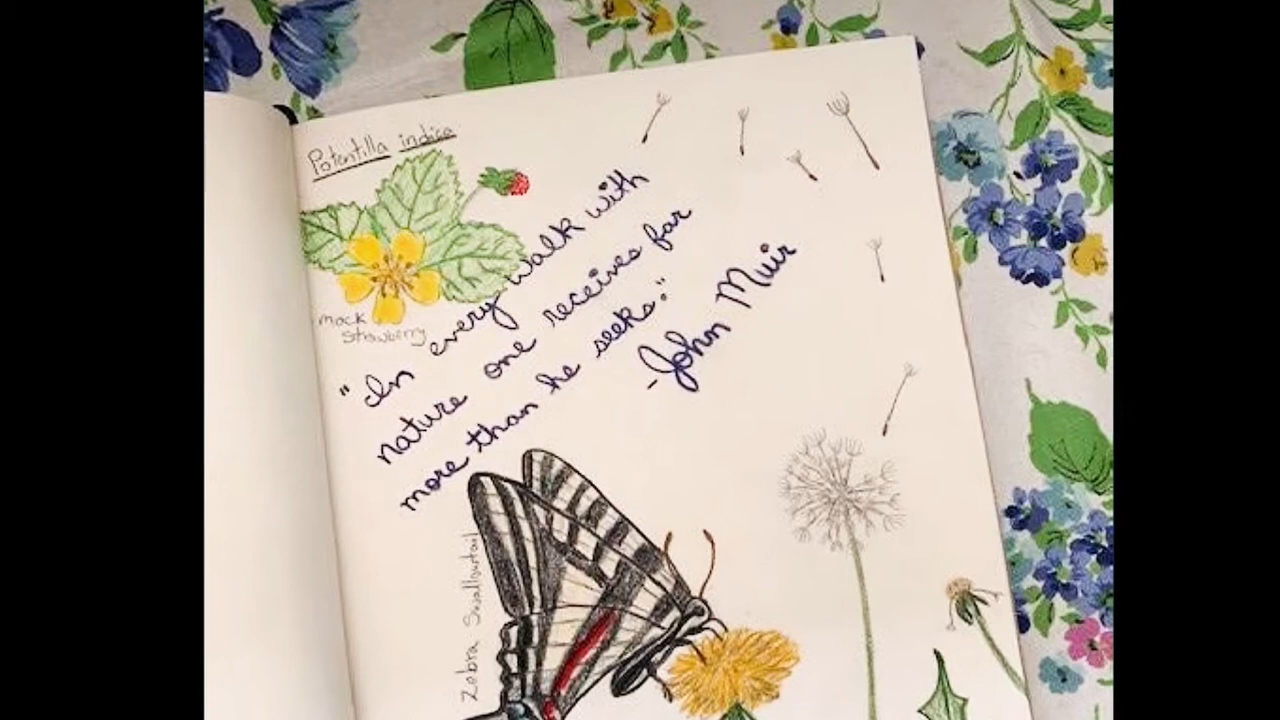 Potentilla indica
mock
strawberry
"In every walk with
nature one receives far
more than he seeks."
-John Muir
Zebra Swallowtail